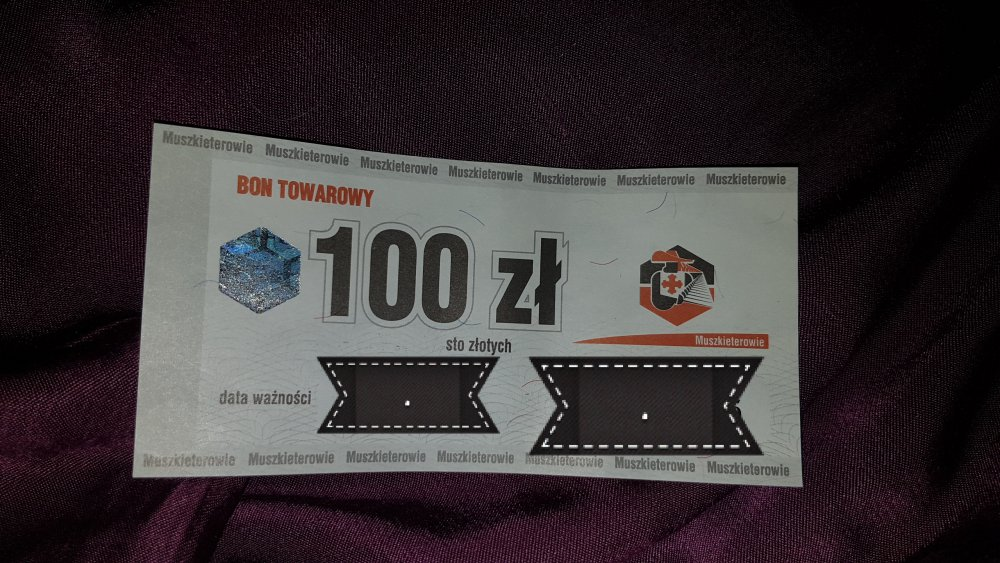 Muszkieterowie Muszkieterowie Muszkieterowie Muszkieterowie Muszkieterowie Muszkieterowie Muszkieterowie
BON TOWAROWY
100 zł
sto złotych
Muszkieterowie
data ważności
Muszkieterowie Muszkieterowie Muszkieterowie Muszkieterowie Muszkieterowie Muszkieterowie Muszkieterowie